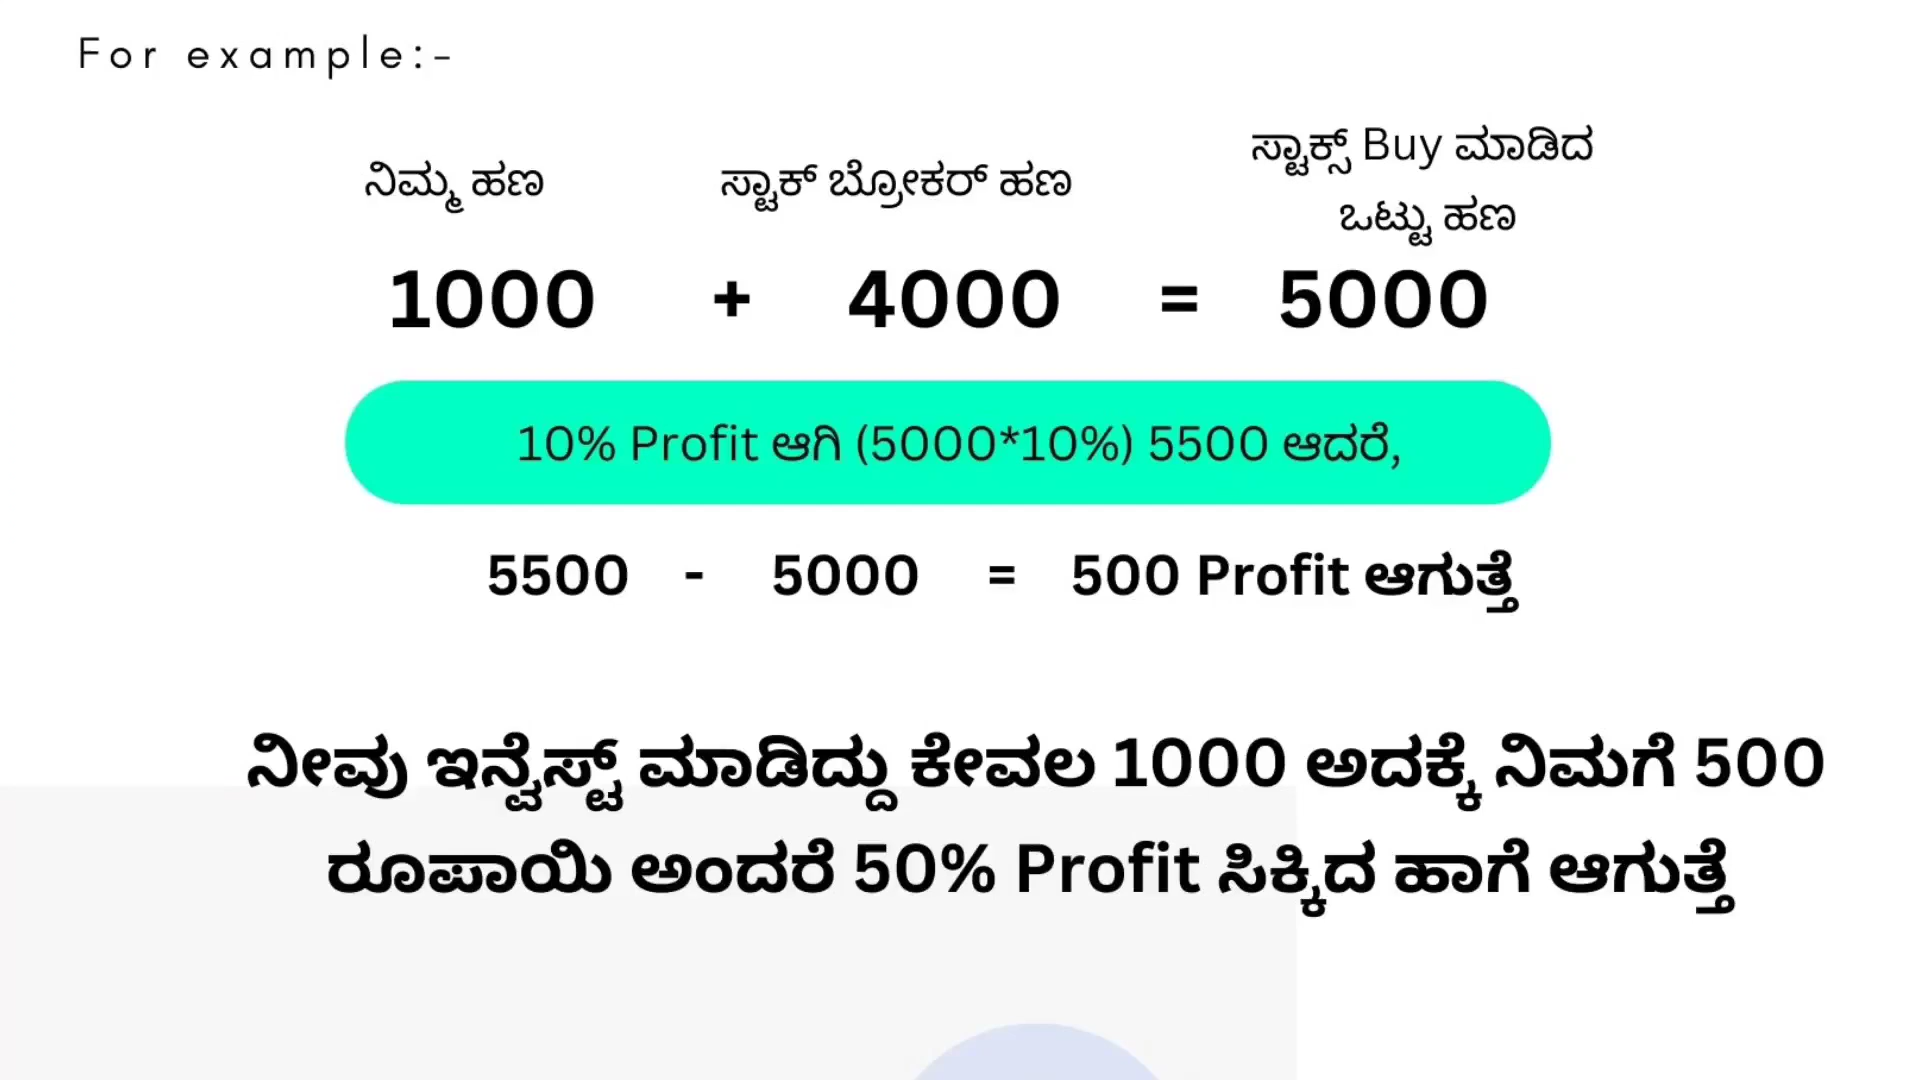 For example:-
ನಿಮ್ಮ ಹಣ
ಸ್ಟಾಕ್ ಬ್ರೋಕರ್ ಹಣ
ಸ್ಟಾಕ್ಸ್ Buy ಮಾಡಿದ
ಒಟ್ಟು ಹಣ
1000 + 4000 = 5000
10% Profit ಆಗಿ (5000*10%) 5500 ಆದರೆ,
5500 - 5000 = 500 Profit ಆಗುತ್ತೆ
ನೀವು ಇನ್ವೆಸ್ಟ್ ಮಾಡಿದ್ದು ಕೇವಲ 1000 ಅದಕ್ಕೆ ನಿಮಗೆ 500
ರೂಪಾಯಿ ಅಂದರೆ 50% Profit ಸಿಕ್ಕಿದ ಹಾಗೆ ಆಗುತ್ತೆ